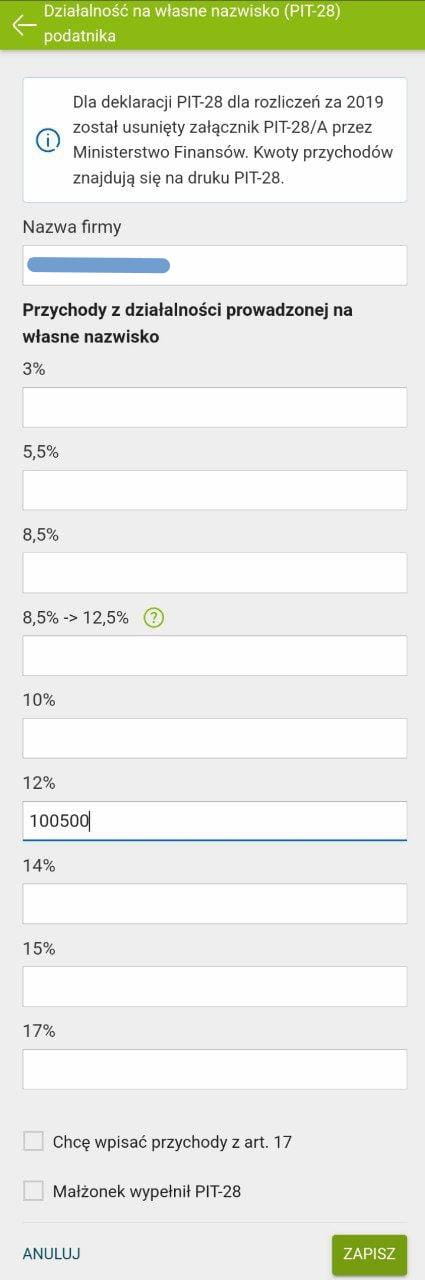 Działalność na własne nazwisko (PIT-28)
podatnika
Dla deklaracji PIT-28 dla rozliczeń za 2019
został usunięty załącznik PIT-28/A przez
Ministerstwo Finansów. Kwoty przychodów
znajdują się na druku PIT-28.
Nazwa firmy
Przychody z działalności prowadzonej na
własne nazwisko
3%
5,5%
8,5%
8,5% -> 12,5% ?
10%
12%
100500
14%
15%
17%
Chcę wpisać przychody z art. 17
Małżonek wypełnił PIT-28
ANULUJ
ZAPISZ